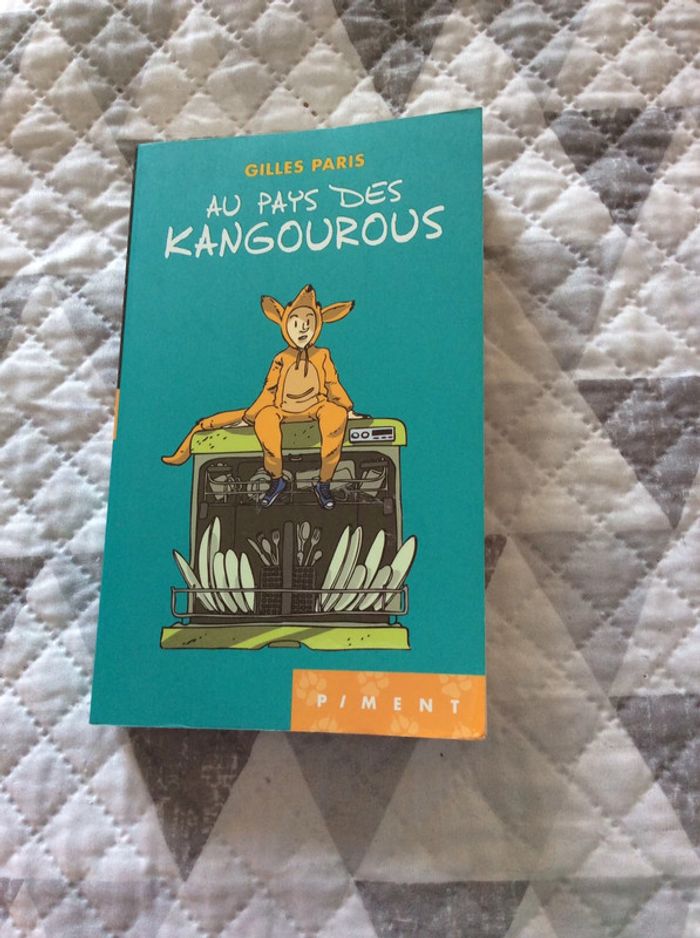 GILLES PARIS
AU PAYS DES
KANGOUROUS
PIMENT